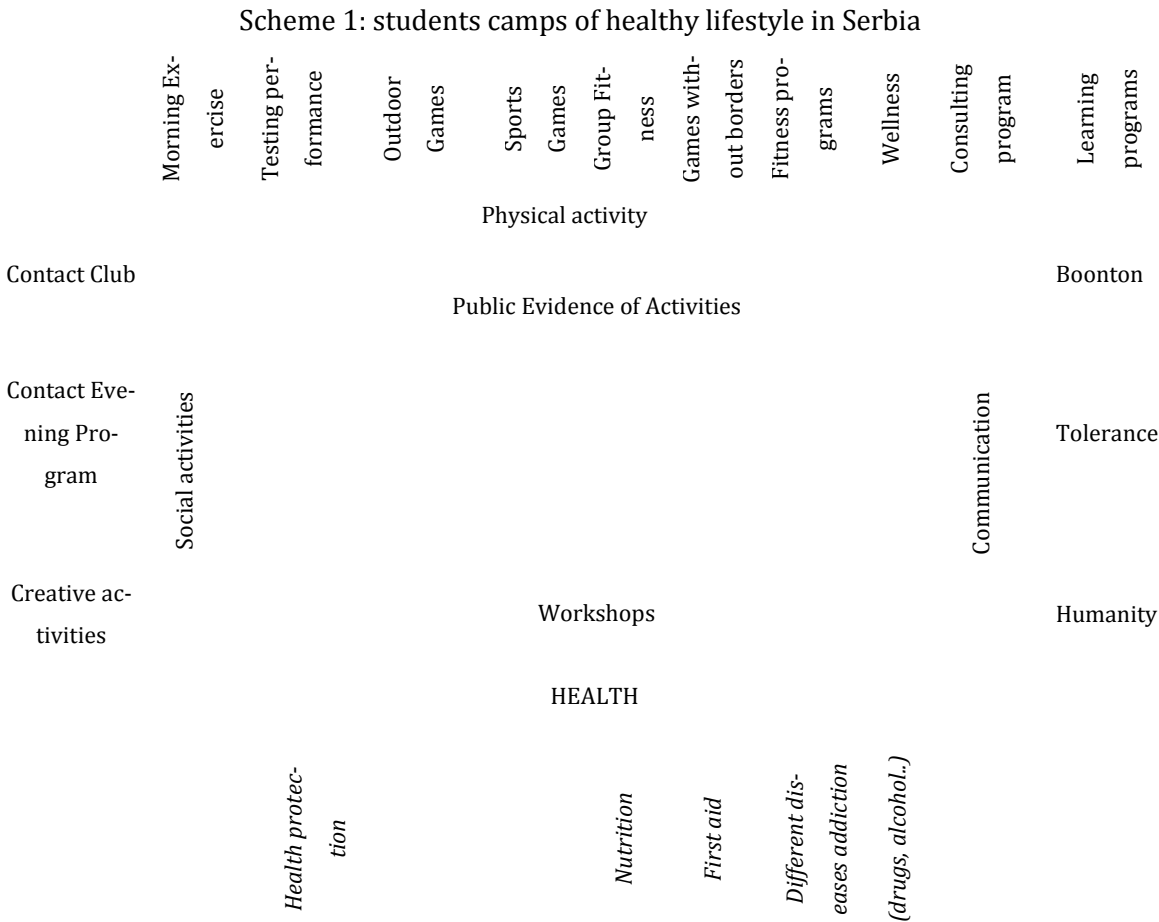 Scheme 1: students camps of healthy lifestyle in Serbia
Morning Ex-
ercise
Testing per-
formance
Outdoor
Games
Sports
Games
Group Fit-
ness
Games with-
out borders
Fitness pro-
grams
Wellness
Consulting
program
Learning
programs
Physical activity
Contact Club
Boonton
Public Evidence of Activities
Contact Eve-
ning Pro-
gram
Social activities
Communication
Tolerance
Creative ac-
tivities
Workshops
Humanity
HEALTH
Health protec-
tion
Nutrition
First aid
Different dis-
eases addiction
(drugs, alcohol..)